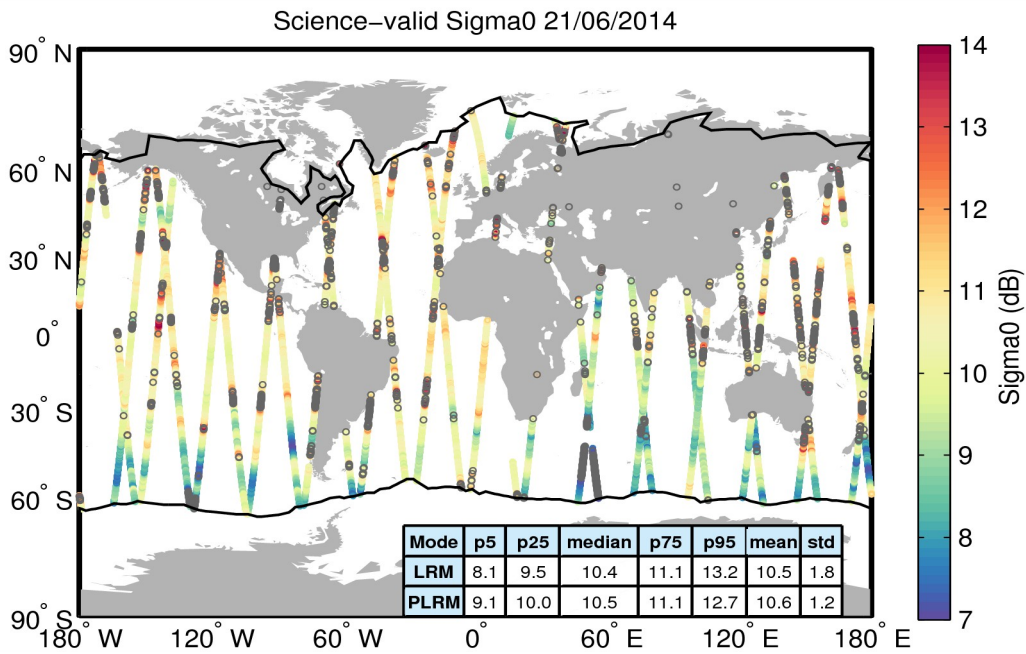 Science−valid Sigma0 21/06/2014
90° N
60° N
30° N
0°
30° S
60° S
90° S
180° W
120° W
60° W
0°
60° E
120° E
180° E
Mode p5 p25 median p75 p95 mean std
LRM 8.1 9.5 10.4 11.1 13.2 10.5 1.8
PLRM 9.1 10.0 10.5 11.1 12.7 10.6 1.2
14
13
12
11
10
9
8
7
Sigma0 (dB)